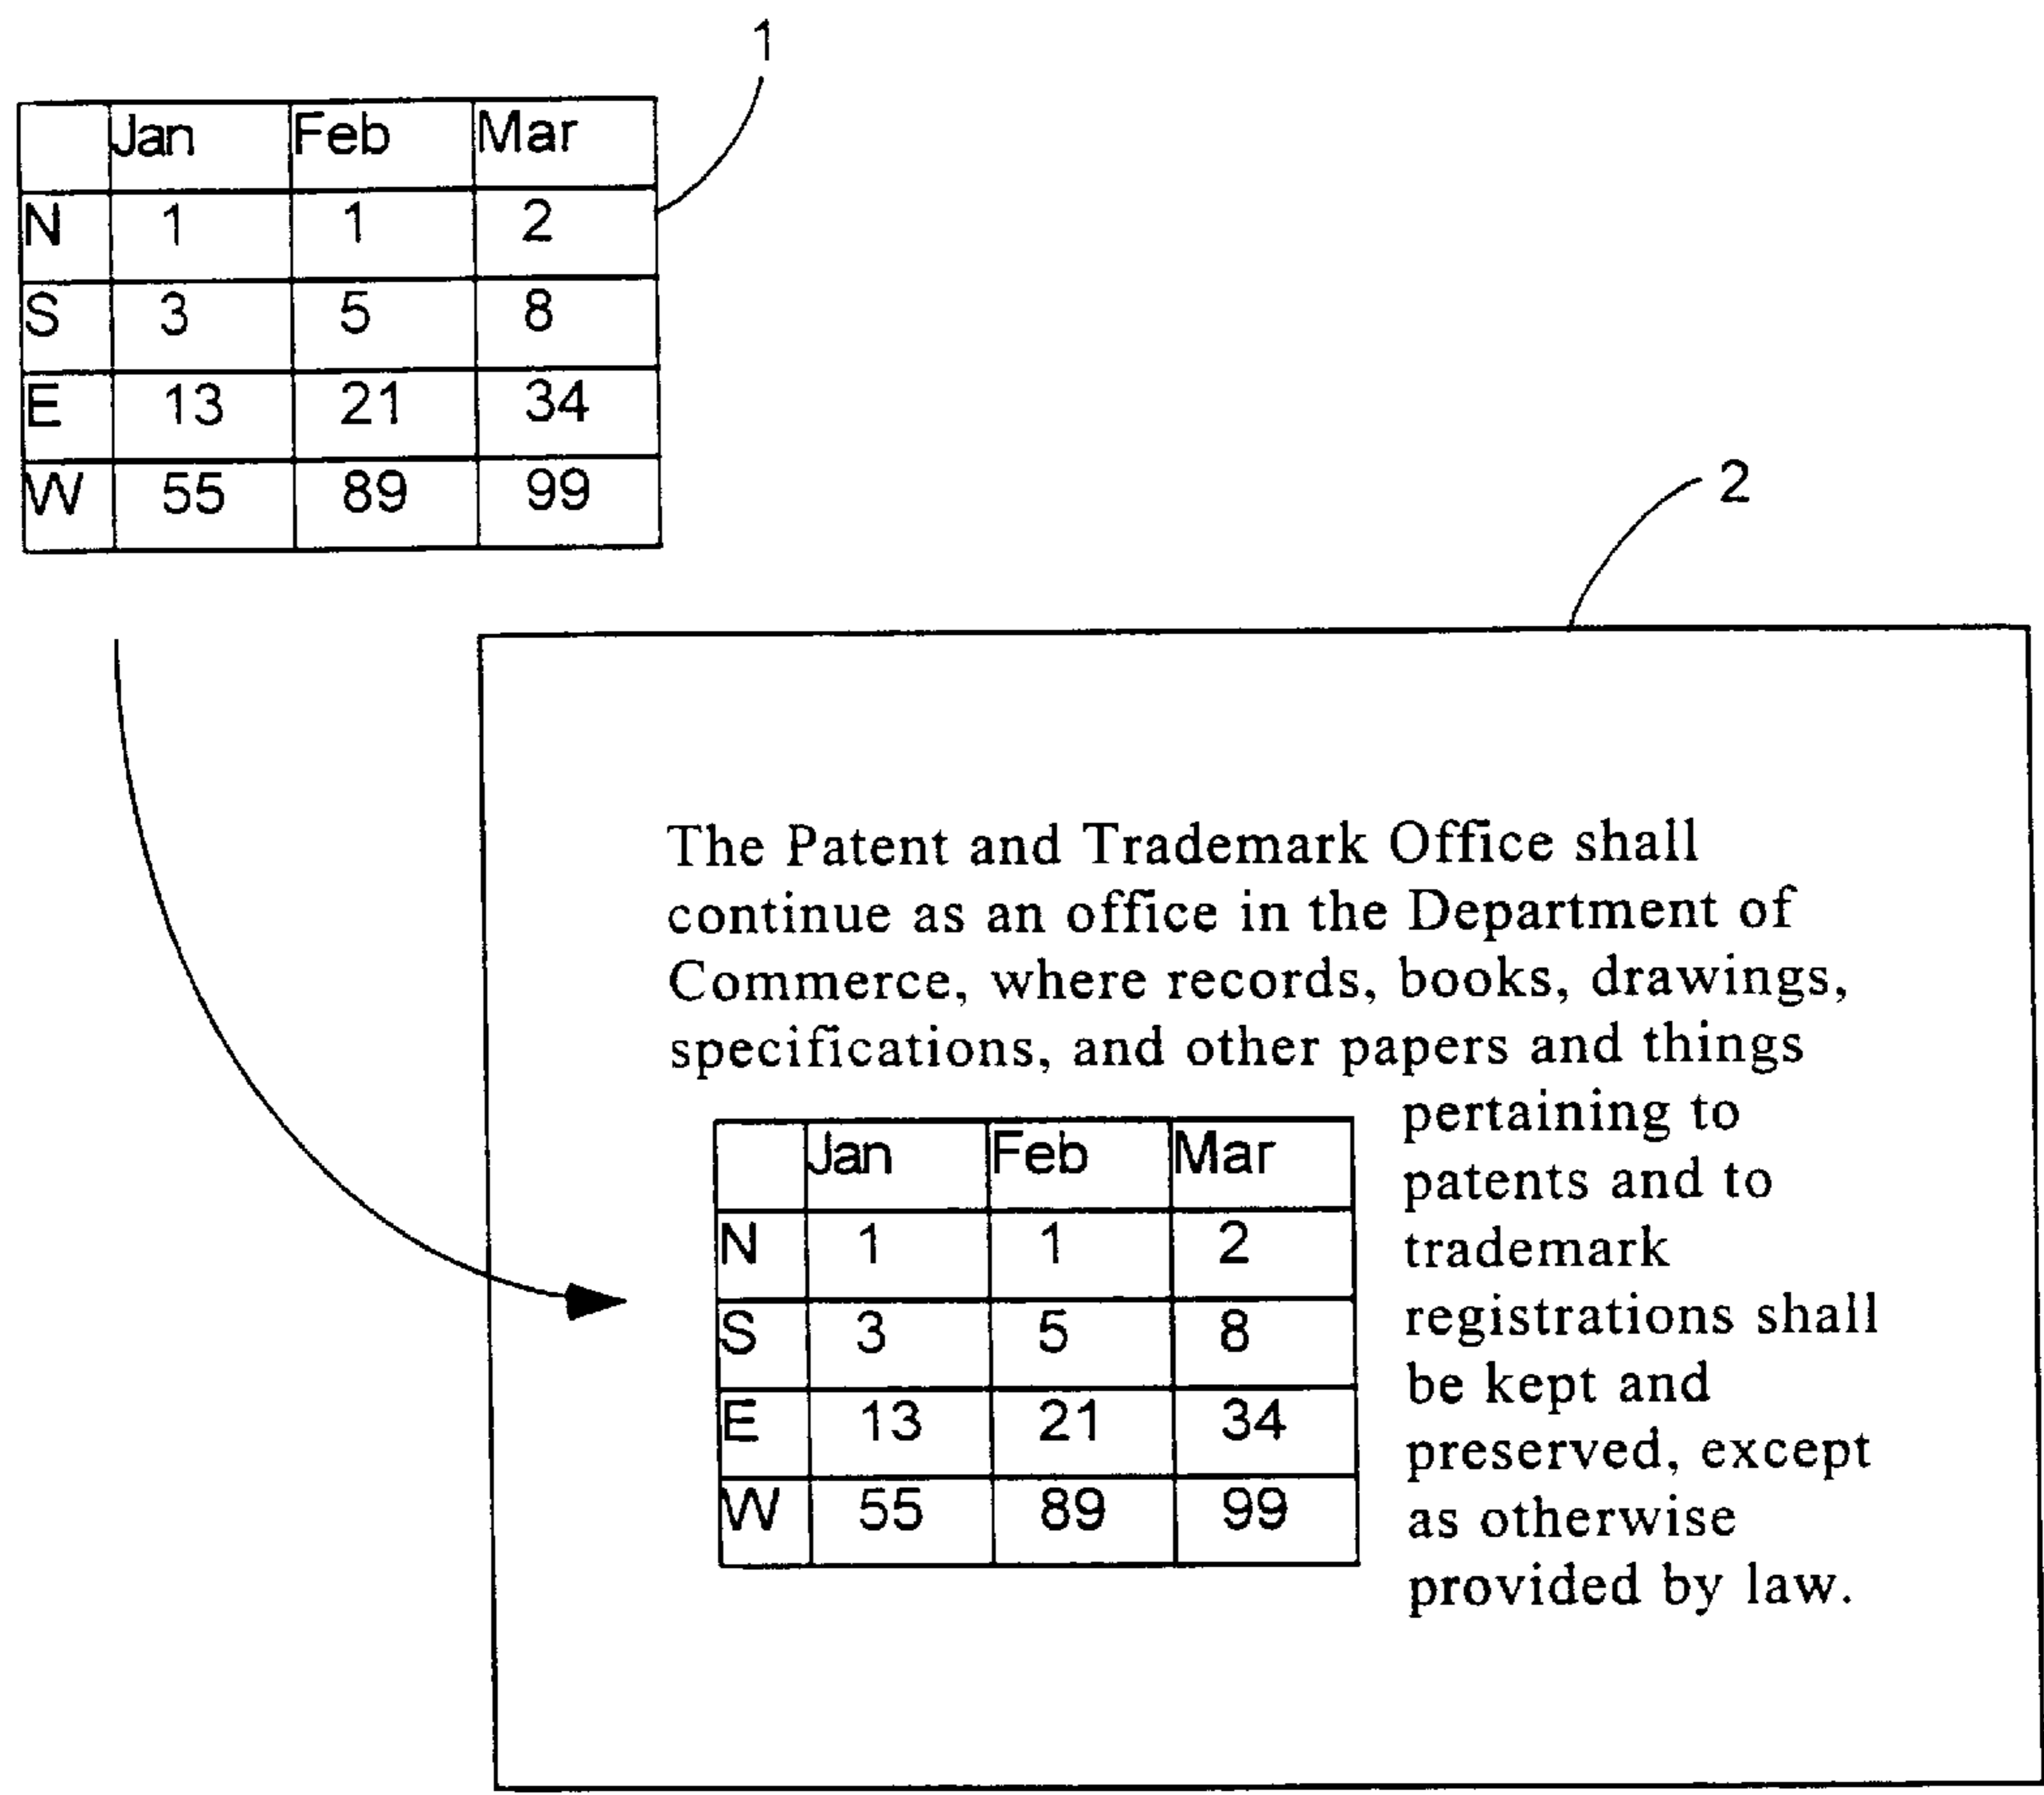 1
Jan Feb Mar
N 1 1 2
S 3 5 8
E 13 21 34
W 55 89 99
2
The Patent and Trademark Office shall
continue as an office in the Department of
Commerce, where records, books, drawings,
specifications, and other papers and things
pertaining to
patents and to
trademark
registrations shall
be kept and
preserved, except
as otherwise
provided by law.
Jan Feb Mar
N 1 1 2
S 3 5 8
E 13 21 34
W 55 89 99